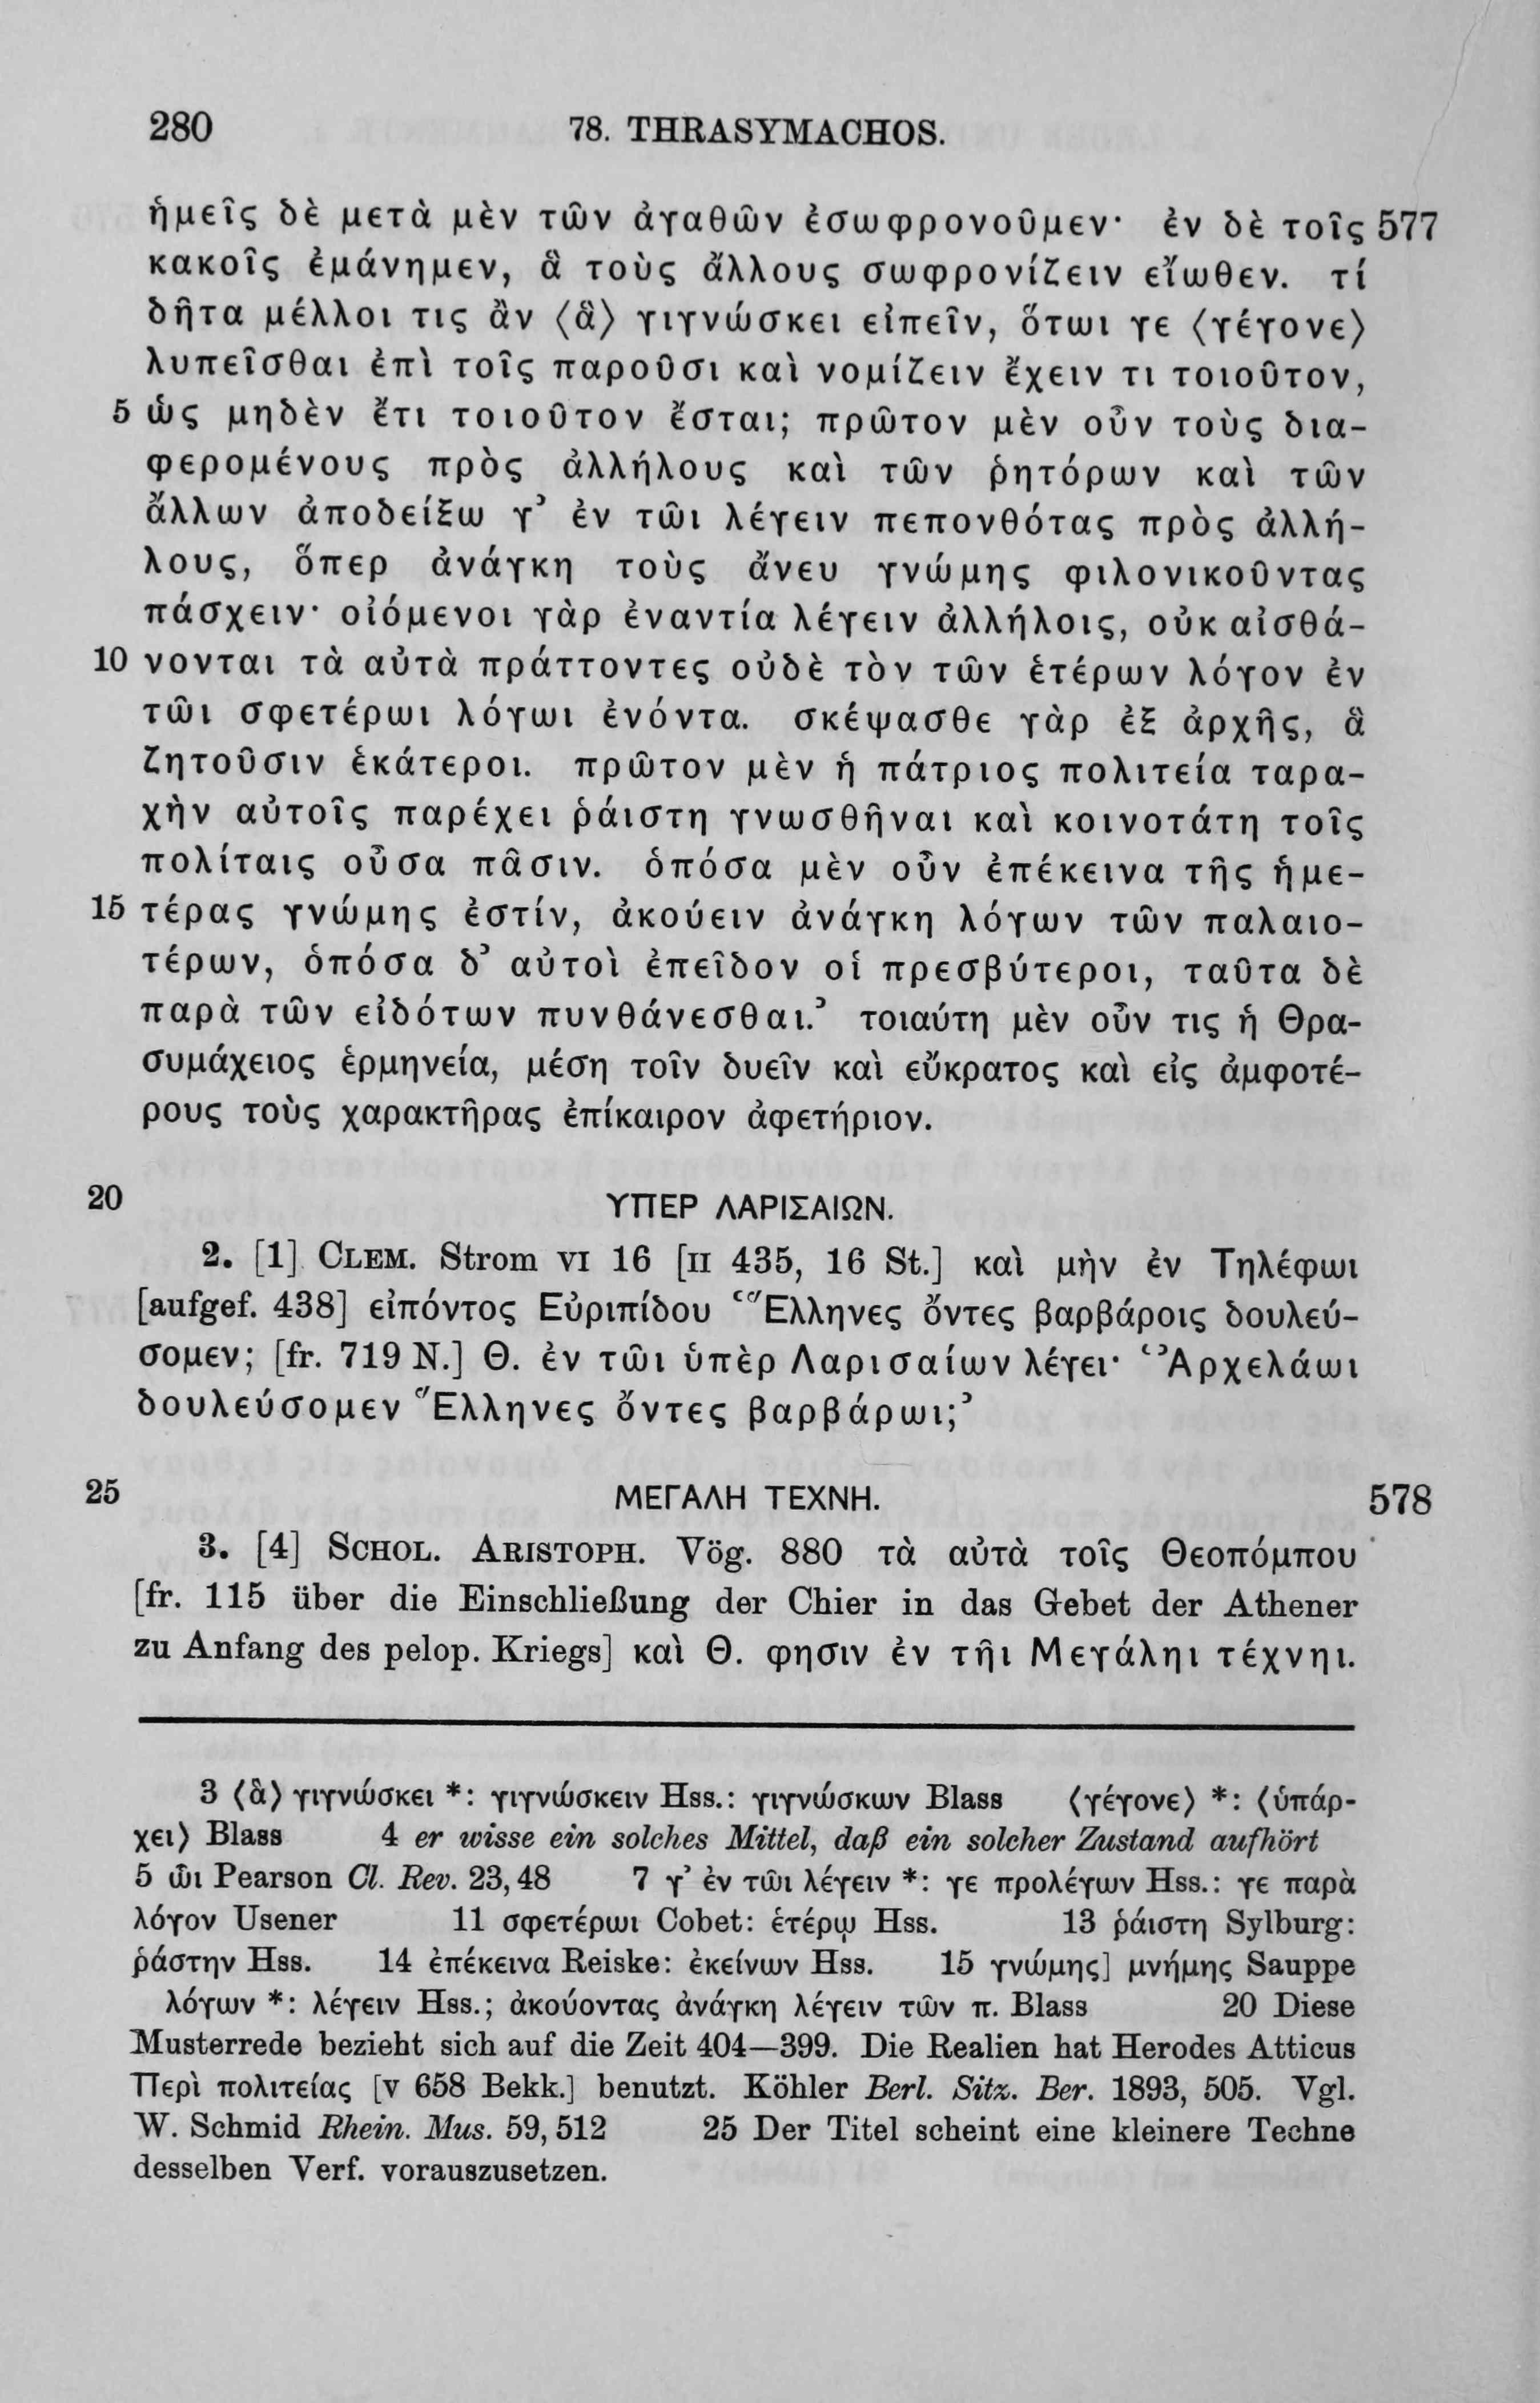 280 78. THRASYMACHOS.
ἡμεῖς δὲ μετὰ μὲν τῶν ἀγαθῶν ἐσωφρονοῦμεν· ἐν δὲ τοῖς 577
κακοῖς ἐμάνημεν, ἃ τοὺς ἄλλους σωφρονίζειν εἴωθεν. τί
δῆτα μέλλοι τις ἂν ⟨ἃ⟩ γιγνώσκει εἰπεῖν, ὅτωι γε ⟨γέγονε⟩
λυπεῖσθαι ἐπὶ τοῖς παροῦσι καὶ νομίζειν ἔχειν τι τοιοῦτον,
5 ὡς μηδὲν ἔτι τοιοῦτον ἔσται; πρῶτον μὲν οὖν τοὺς δια-
φερομένους πρὸς ἀλλήλους καὶ τῶν ῥητόρων καὶ τῶν
ἄλλων ἀποδείξω γ’ ἐν τῶι λέγειν πεπονθότας πρὸς ἀλλή-
λους, ὅπερ ἀνάγκη τοὺς ἄνευ γνώμης φιλονικοῦντας
πάσχειν· οἰόμενοι γὰρ ἐναντία λέγειν ἀλλήλοις, οὐκ αἰσθά-
10 νονται τὰ αὐτὰ πράττοντες οὐδὲ τὸν τῶν ἑτέρων λόγον ἐν
τῶι σφετέρωι λόγωι ἐνόντα. σκέψασθε γὰρ ἐξ ἀρχῆς, ἃ
ζητοῦσιν ἑκάτεροι. πρῶτον μὲν ἡ πάτριος πολιτεία ταρα-
χὴν αὐτοῖς παρέχει ῥάιστη γνωσθῆναι καὶ κοινοτάτη τοῖς
πολίταις οὖσα πᾶσιν. ὁπόσα μὲν οὖν ἐπέκεινα τῆς ἡμε-
15 τέρας γνώμης ἐστίν, ἀκούειν ἀνάγκη λόγων τῶν παλαιο-
τέρων, ὁπόσα δ’ αὐτοὶ ἐπεῖδον οἱ πρεσβύτεροι, ταῦτα δὲ
παρὰ τῶν εἰδότων πυνθάνεσθαι.’ τοιαύτη μὲν οὖν τις ἡ Θρα-
συμάχειος ἑρμηνεία, μέση τοῖν δυεῖν καὶ εὔκρατος καὶ εἰς ἀμφοτέ-
ρους τοὺς χαρακτῆρας ἐπίκαιρον ἀφετήριον.
20 ΥΠΕΡ ΛΑΡΙΣΑΙΩΝ.
2. [1] CLEM. Strom VI 16 [II 435, 16 St.] καὶ μὴν ἐν Τηλέφωι
[aufgef. 438] εἰπόντος Εὐριπίδου ‘Ἕλληνες ὄντες βαρβάροις δουλεύ-
σομεν; [fr. 719 N.] Θ. ἐν τῶι ὑπὲρ Λαρισαίων λέγει· ‘Ἀρχελάωι
δουλεύσομεν Ἕλληνες ὄντες βαρβάρωι;’
25 ΜΕΓΑΛΗ ΤΕΧΝΗ. 578
3. [4] SCHOL. ARISTOPH. Vög. 880 τὰ αὐτὰ τοῖς Θεοπόμπου
[fr. 115 über die Einschließung der Chier in das Gebet der Athener
zu Anfang des pelop. Kriegs] καὶ Θ. φησιν ἐν τῆι Μεγάληι τέχνηι.
3 ⟨ἃ⟩ γιγνώσκει *: γιγνώσκειν Hss.: γιγνώσκων Blass ⟨γέγονε⟩ *: ⟨ὑπάρ-
χει⟩ Blass 4 er wisse ein solches Mittel, daß ein solcher Zustand aufhört
5 ὧι Pearson Cl. Rev. 23, 48 7 γ’ ἐν τῶι λέγειν *: γε προλέγων Hss.: γε παρὰ
λόγον Usener 11 σφετέρωι Cobet: ἑτέρῳ Hss. 13 ῥάιστη Sylburg:
ῥάστην Hss. 14 ἐπέκεινα Reiske: ἐκείνων Hss. 15 γνώμης] μνήμης Sauppe
λόγων *: λέγειν Hss.; ἀκούοντας ἀνάγκη λέγειν τῶν π. Blass 20 Diese
Musterrede bezieht sich auf die Zeit 404—399. Die Realien hat Herodes Atticus
Περὶ πολιτείας [V 658 Bekk.] benutzt. Köhler Berl. Sitz. Ber. 1893, 505. Vgl.
W. Schmid Rhein. Mus. 59, 512 25 Der Titel scheint eine kleinere Techne
desselben Verf. vorauszusetzen.